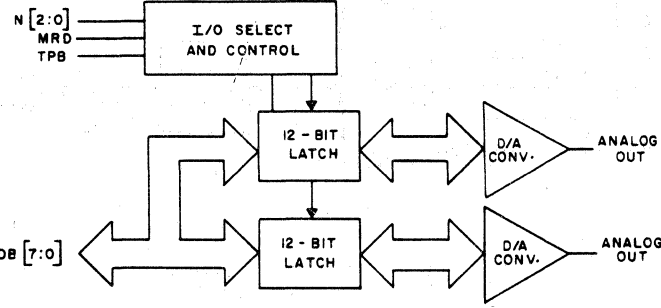 N [2:0]
MRD
TPB
I/O SELECT
AND CONTROL
12-BIT
LATCH
D/A
CONV.
ANALOG
OUT
DB [7:0]
12-BIT
LATCH
D/A
CONV.
ANALOG
OUT